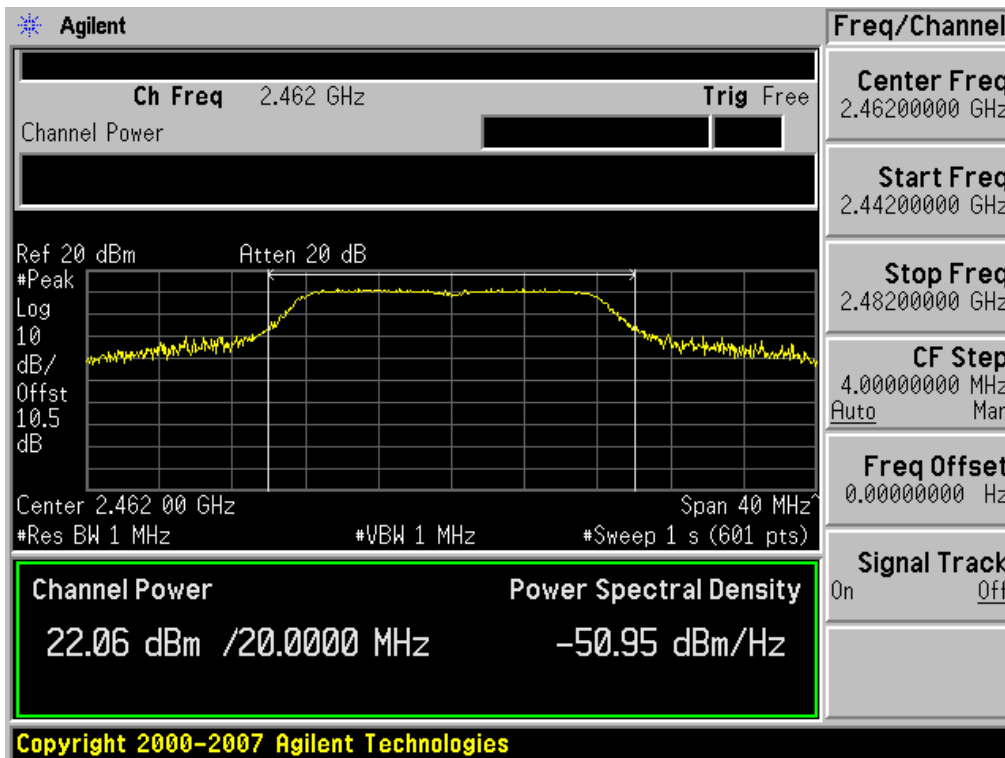 Agilent
Freq/Channel
Ch Freq 2.462 GHz Trig Free
Channel Power
Center Freq
2.46200000 GHz
Start Freq
2.44200000 GHz
Stop Freq
2.48200000 GHz
CF Step
4.00000000 MHz
Auto Man
Freq Offset
0.00000000 Hz
Signal Track
On Off
Ref 20 dBm Atten 20 dB
#Peak
Log
10
dB/
Offst
10.5
dB
Center 2.462 00 GHz Span 40 MHz^
#Res BW 1 MHz #VBW 1 MHz #Sweep 1 s (601 pts)
Channel Power Power Spectral Density
22.06 dBm /20.0000 MHz -50.95 dBm/Hz
Copyright 2000-2007 Agilent Technologies